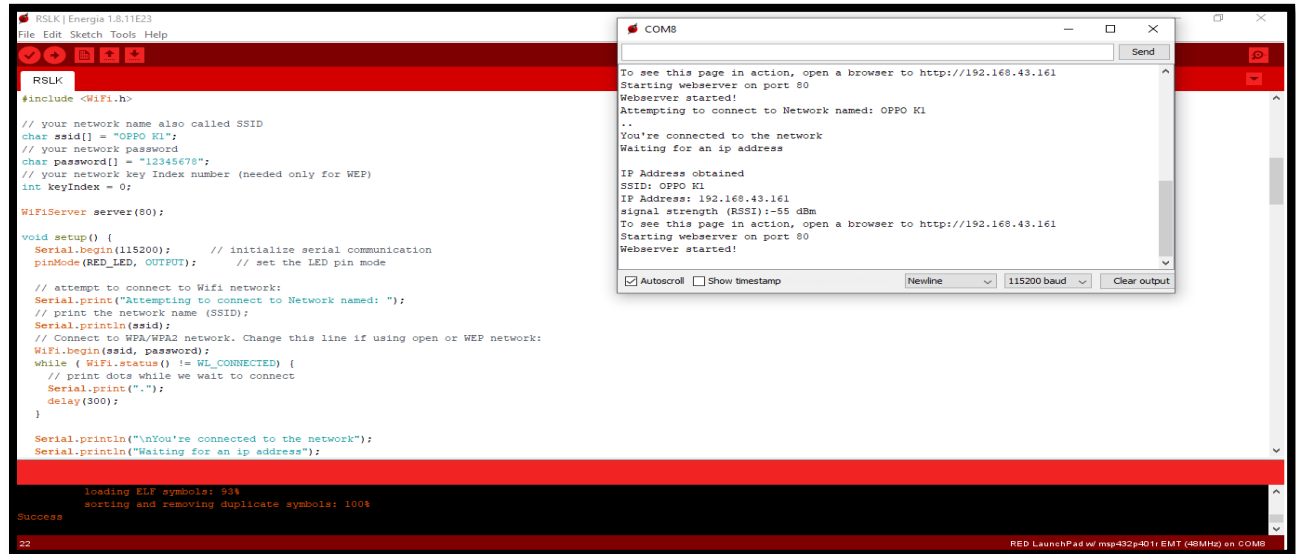 RSLK | Energia 1.8.11E23
File Edit Sketch Tools Help
RSLK
#include <WiFi.h>
// your network name also called SSID
char ssid[] = "OPPO K1";
// your network password
char password[] = "12345678";
// your network key Index number (needed only for WEP)
int keyIndex = 0;
WiFiServer server(80);
void setup() {
Serial.begin(115200);      // initialize serial communication
pinMode(RED_LED, OUTPUT);      // set the LED pin mode
// attempt to connect to Wifi network:
Serial.print("Attempting to connect to Network named: ");
// print the network name (SSID);
Serial.println(ssid);
// Connect to WPA/WPA2 network. Change this line if using open or WEP network:
WiFi.begin(ssid, password);
while ( WiFi.status() != WL_CONNECTED) {
// print dots while we wait to connect
Serial.print(".");
delay(300);
}
Serial.println("\nYou're connected to the network");
Serial.println("Waiting for an ip address");
COM8
Send
To see this page in action, open a browser to http://192.168.43.161
Starting webserver on port 80
Webserver started!
Attempting to connect to Network named: OPPO K1
..
You're connected to the network
Waiting for an ip address
IP Address obtained
SSID: OPPO K1
IP Address: 192.168.43.161
signal strength (RSSI):-55 dBm
To see this page in action, open a browser to http://192.168.43.161
Starting webserver on port 80
Webserver started!
Autoscroll Show timestamp Newline 115200 baud Clear output
loading ELF symbols: 93%
sorting and removing duplicate symbols: 100%
Success
22 RED LaunchPad w/ msp432p401r EMT (48MHz) on COM8